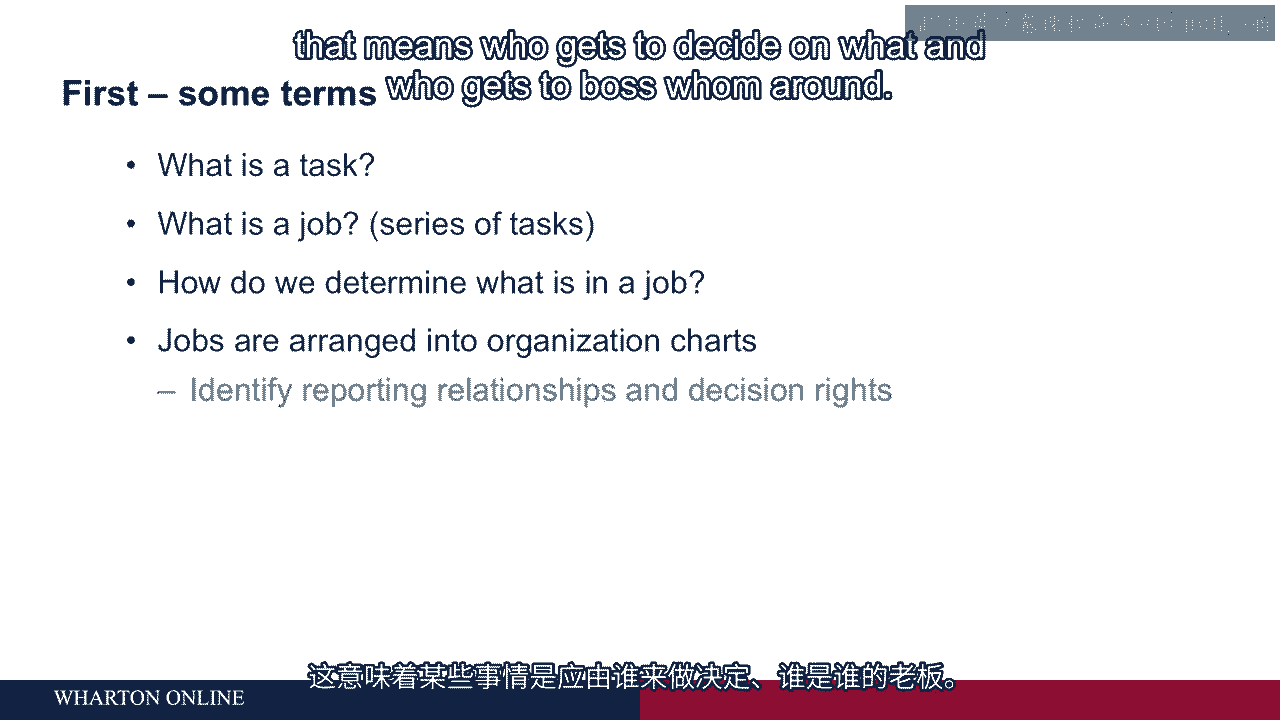 that means who gets to decide on what and
who gets to boss whom around.
First – some terms
• What is a task?
• What is a job? (series of tasks)
• How do we determine what is in a job?
• Jobs are arranged into organization charts
– Identify reporting relationships and decision rights
这意味着某些事情是应由谁来做决定、谁是谁的老板。
WHARTON ONLINE